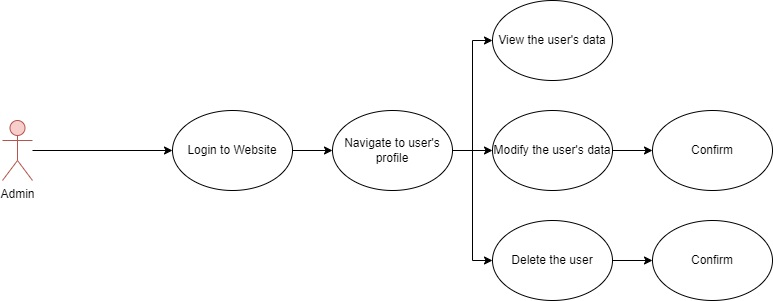 View the user's data
Login to Website
Navigate to user's
profile
Modify the user's data
Confirm
Admin
Delete the user
Confirm